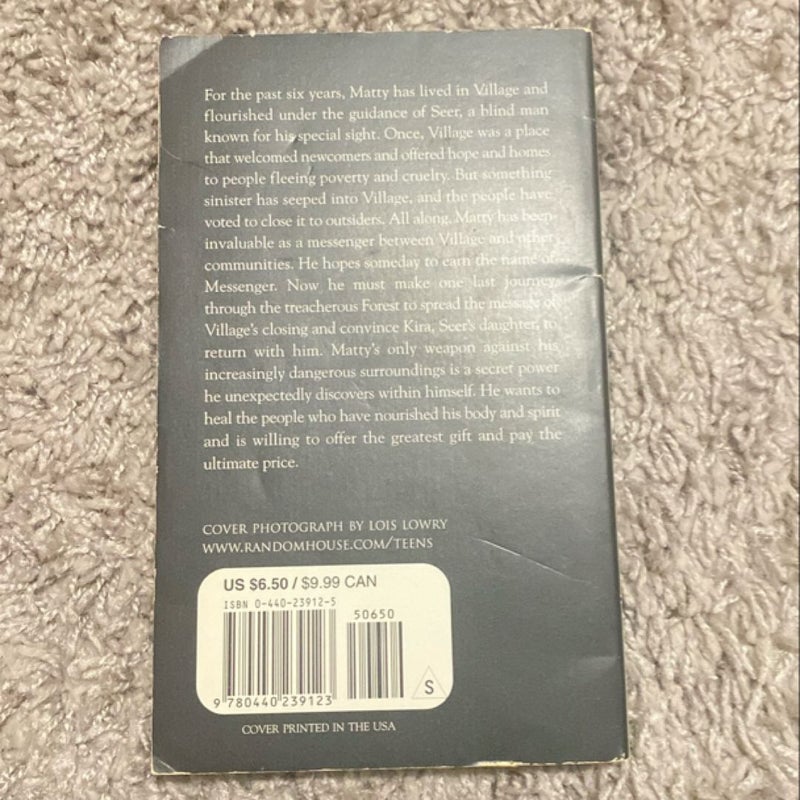 For the past six years, Matty has lived in Village and
flourished under the guidance of Seer, a blind man
known for his special sight. Once, Village was a place
that welcomed newcomers and offered hope and homes
to people fleeing poverty and cruelty. But something
sinister has seeped into Village, and the people have
voted to close it to outsiders. All along, Matty has been
invaluable as a messenger between Village and other
communities. He hopes someday to earn the name of
Messenger. Now he must make one last journey
through the treacherous Forest to spread the message of
Village's closing and convince Kira, Seer's daughter, to
return with him. Matty's only weapon against his
increasingly dangerous surroundings is a secret power
he unexpectedly discovers within himself. He wants to
heal the people who have nourished his body and spirit
and is willing to offer the greatest gift and pay the
ultimate price.
COVER PHOTOGRAPH BY LOIS LOWRY
WWW.RANDOMHOUSE.COM/TEENS
US $6.50 / $9.99 CAN
ISBN 0-440-23912-5
50650
S
9 780440 239123
COVER PRINTED IN THE USA